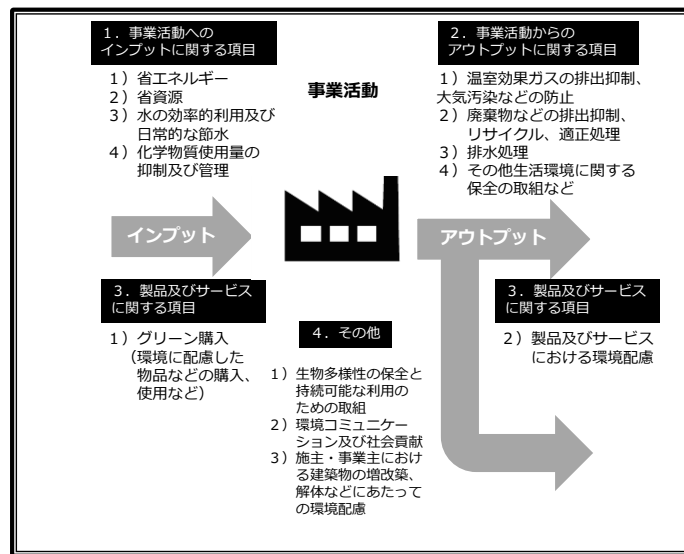 1．事業活動への
インプットに関する項目
1）省エネルギー
2）省資源
3）水の効率的利用及び
日常的な節水
4）化学物質使用量の
抑制及び管理
事業活動
2．事業活動からの
アウトプットに関する項目
1）温室効果ガスの排出抑制、
大気汚染などの防止
2）廃棄物などの排出抑制、
リサイクル、適正処理
3）排水処理
4）その他生活環境に関する
保全の取組など
インプット
アウトプット
3．製品及びサービス
に関する項目
1）グリーン購入
（環境に配慮した
物品などの購入、
使用など）
4．その他
1）生物多様性の保全と
持続可能な利用の
ための取組
2）環境コミュニケー
ション及び社会貢献
3）施主・事業主におけ
る建築物の増改築、
解体などにあたって
の環境配慮
3．製品及びサービス
に関する項目
2）製品及びサービス
における環境配慮